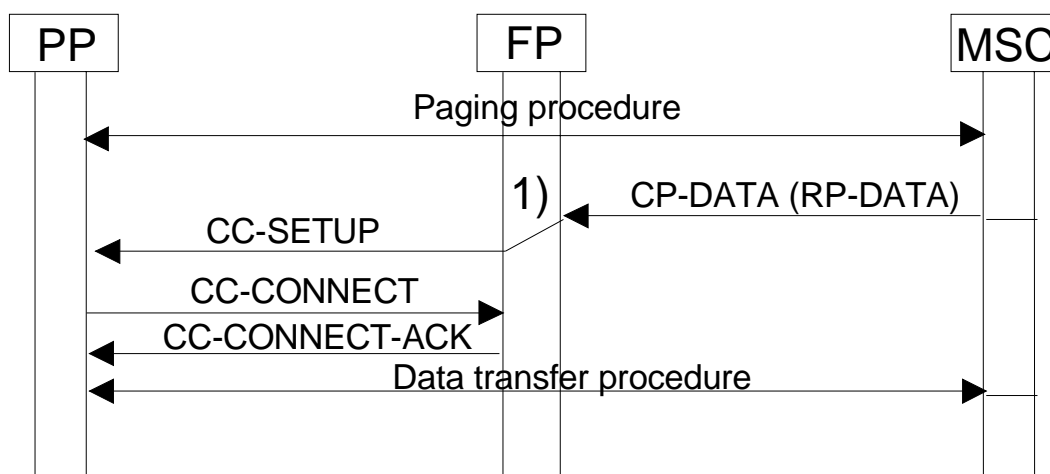 PP
FP
MSC
Paging procedure
1)
CP-DATA (RP-DATA)
CC-SETUP
CC-CONNECT
CC-CONNECT-ACK
Data transfer procedure